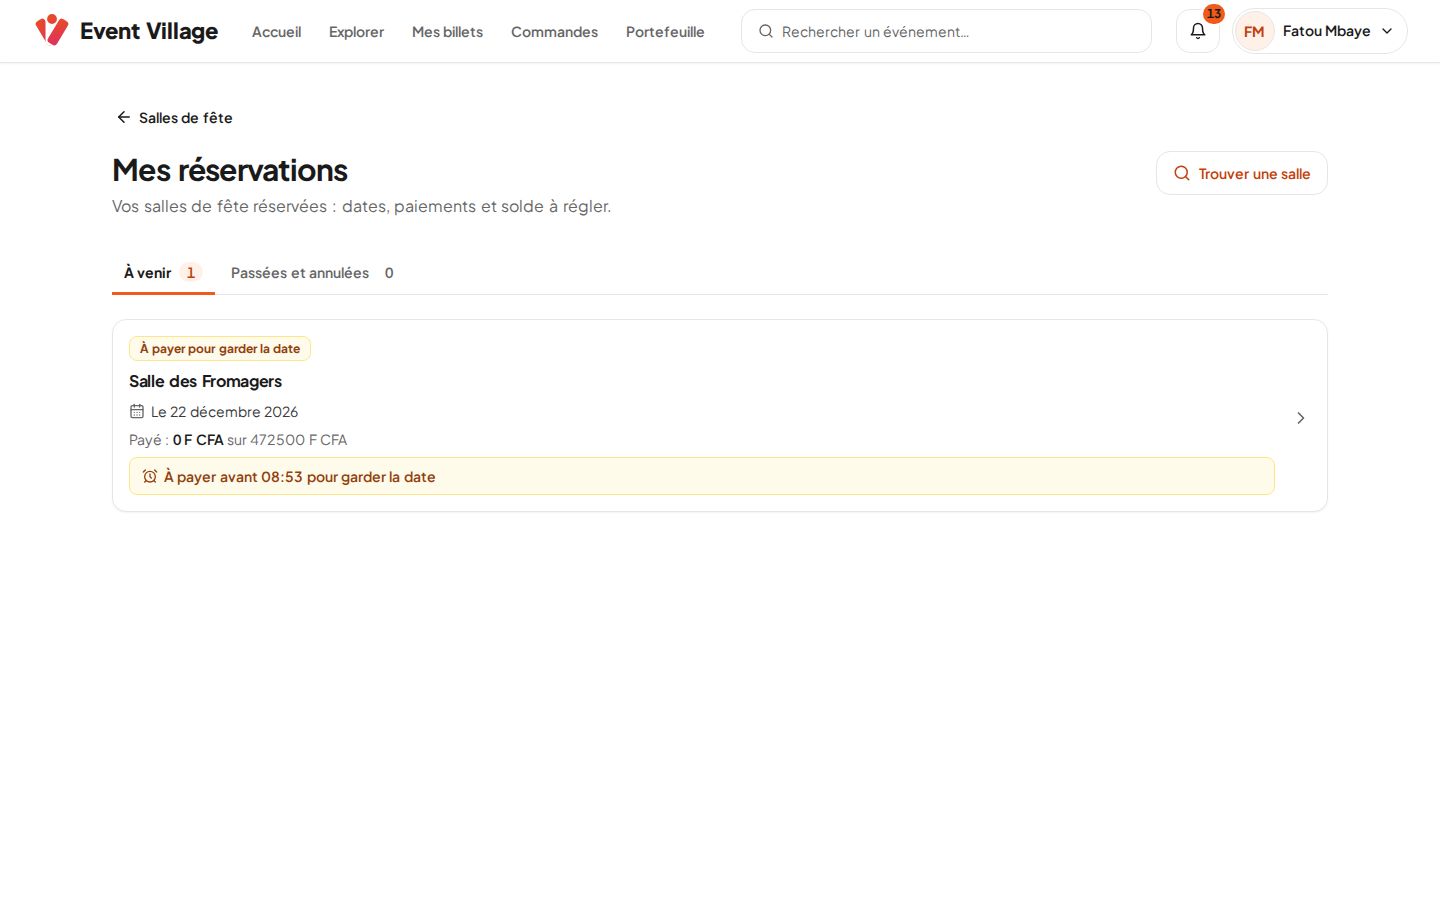 Event Village
Accueil
Explorer
Mes billets
Commandes
Portefeuille
Rechercher un événement...
13
FM
Fatou Mbaye
Salles de fête
Mes réservations
Trouver une salle
Vos salles de fête réservées : dates, paiements et solde à régler.
À venir 1
Passées et annulées 0
À payer pour garder la date
Salle des Fromagers
Le 22 décembre 2026
Payé : 0 F CFA sur 472500 F CFA
À payer avant 08:53 pour garder la date